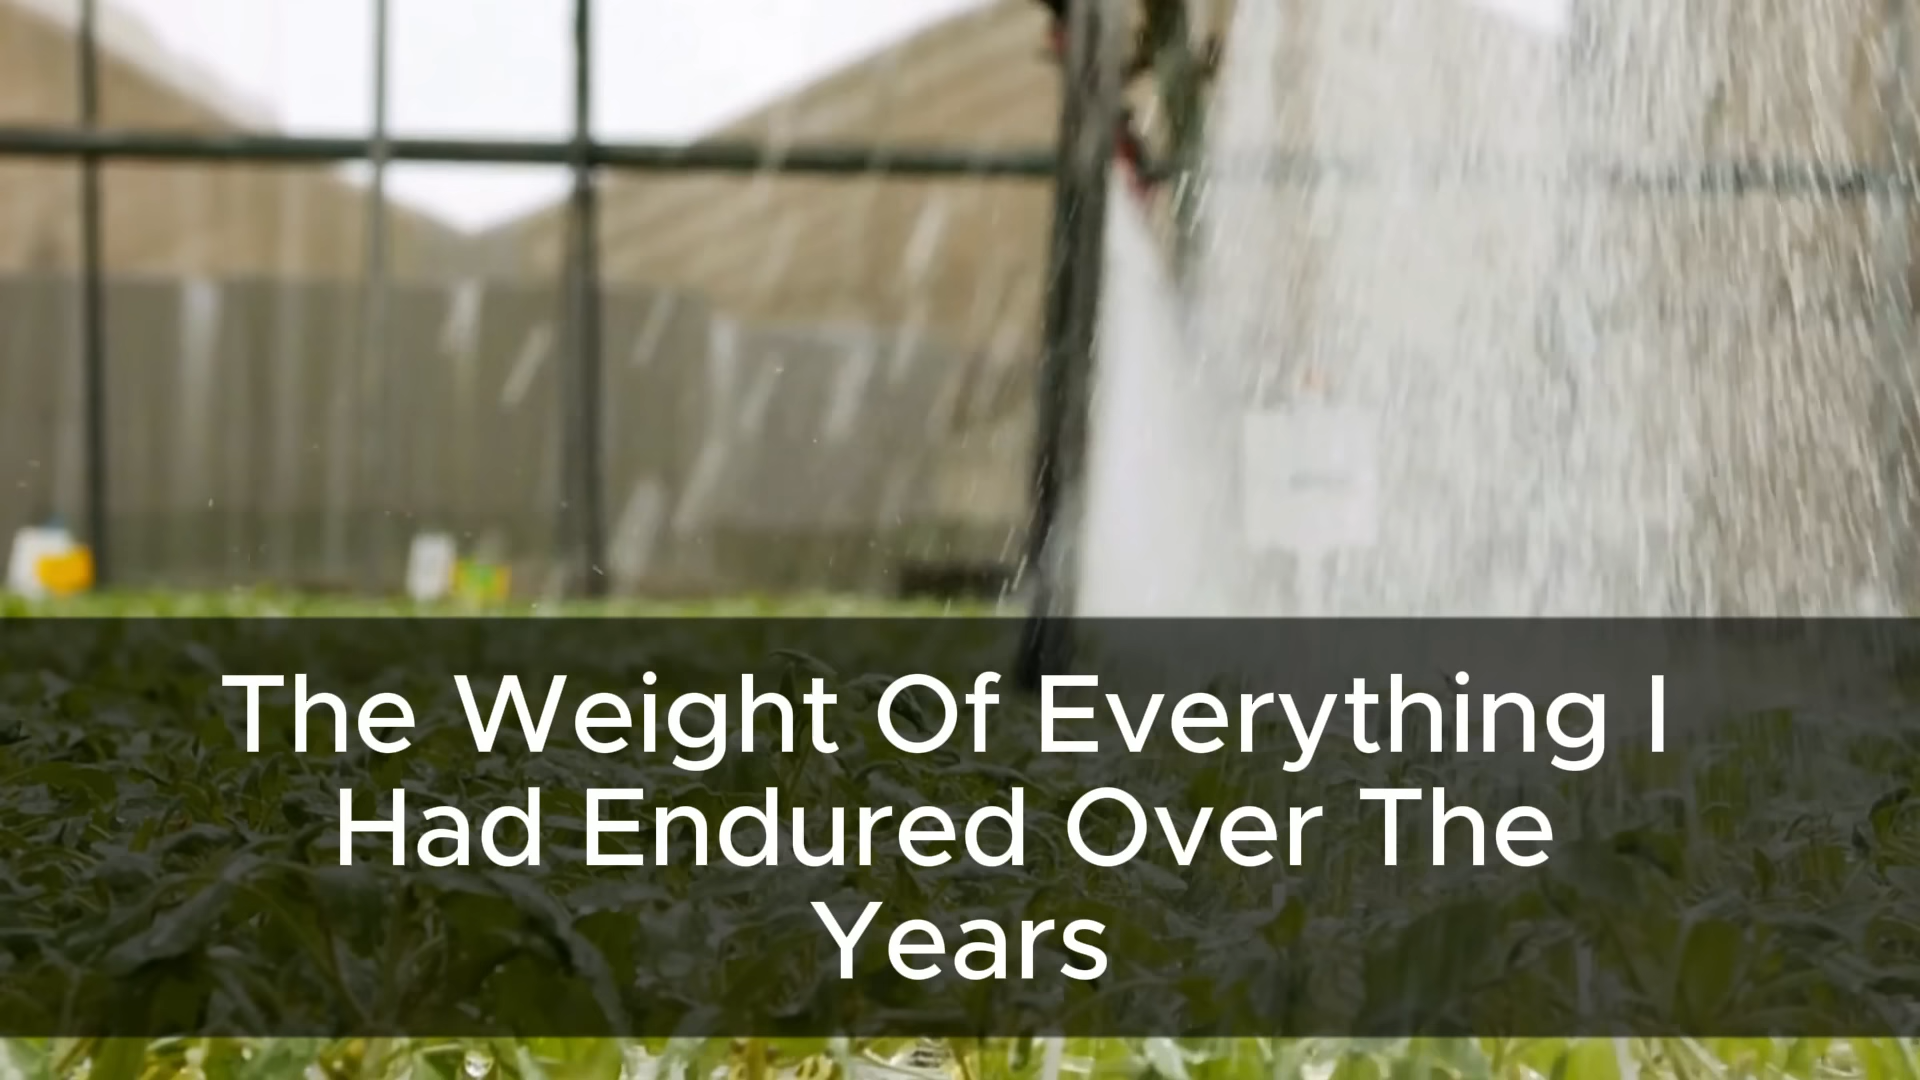 The Weight Of Everything I
Had Endured Over The
Years